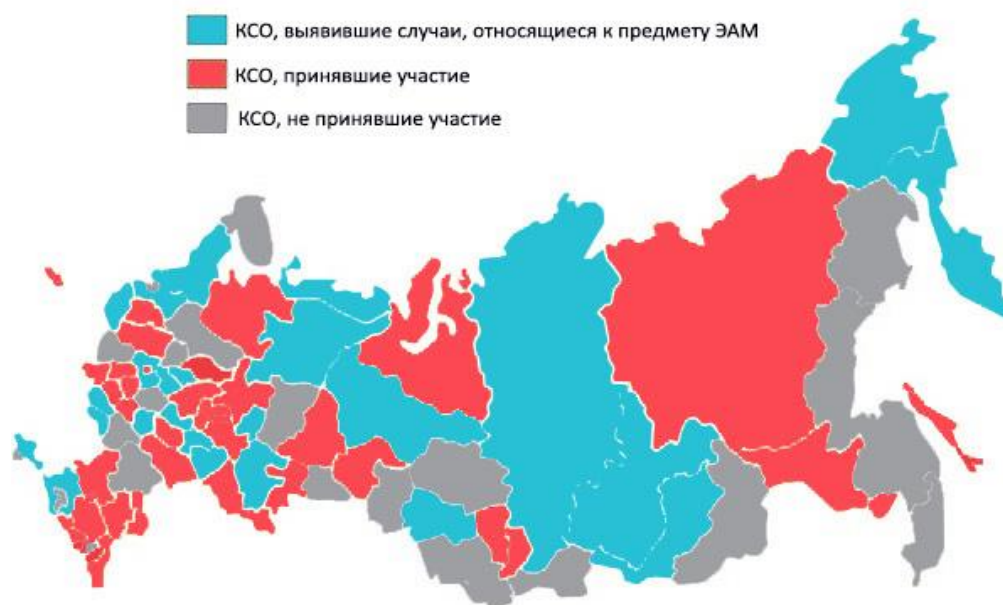 КСО, выявившие случаи, относящиеся к предмету ЭАМ
КСО, принявшие участие
КСО, не принявшие участие